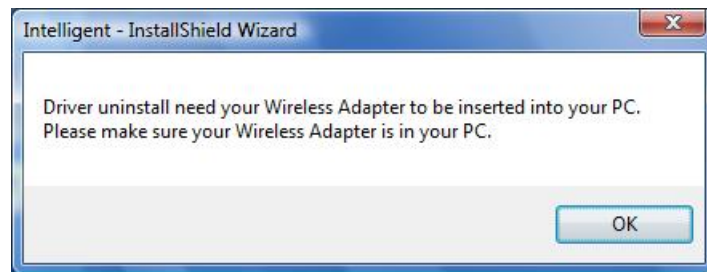 Intelligent - InstallShield Wizard
Driver uninstall need your Wireless Adapter to be inserted into your PC.
Please make sure your Wireless Adapter is in your PC.
OK